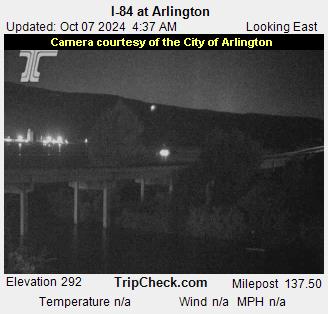 I-84 at Arlington
Updated: Oct 07 2024 4:37 AM Looking East
Camera courtesy of the City of Arlington
Elevation 292 TripCheck.com Milepost 137.50
Temperature n/a Wind n/a MPH n/a